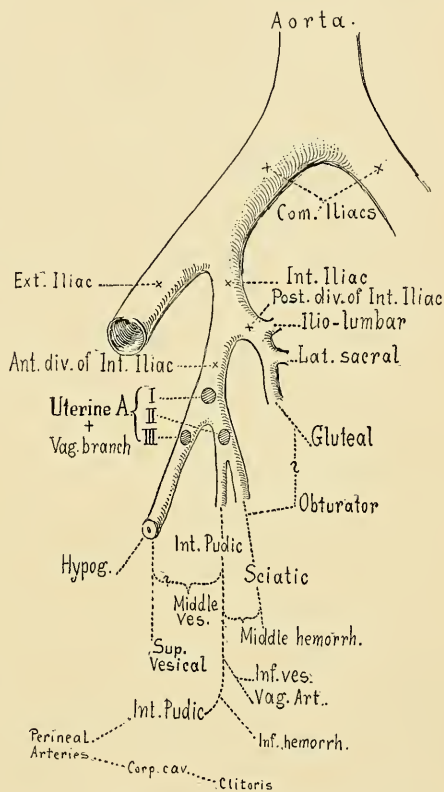 Aorta.
Com. Iliacs
Ext. Iliac
Int. Iliac
Post. div. of Int. Iliac
Ilio-lumbar
Ant. div. of Int. Iliac
Lat. sacral
Uterine A.
+
Vag. branch
I
II
III
Gluteal
?
Obturator
Hypog.
Int. Pudic
Sciatic
?
Middle
Ves.
Middle hemorrh.
Sup.
Vesical
Inf. ves.
Vag. Art..
Int. Pudic
Inf. hemorrh.
Perineal
Arteries
Corp. cav.
Clitoris